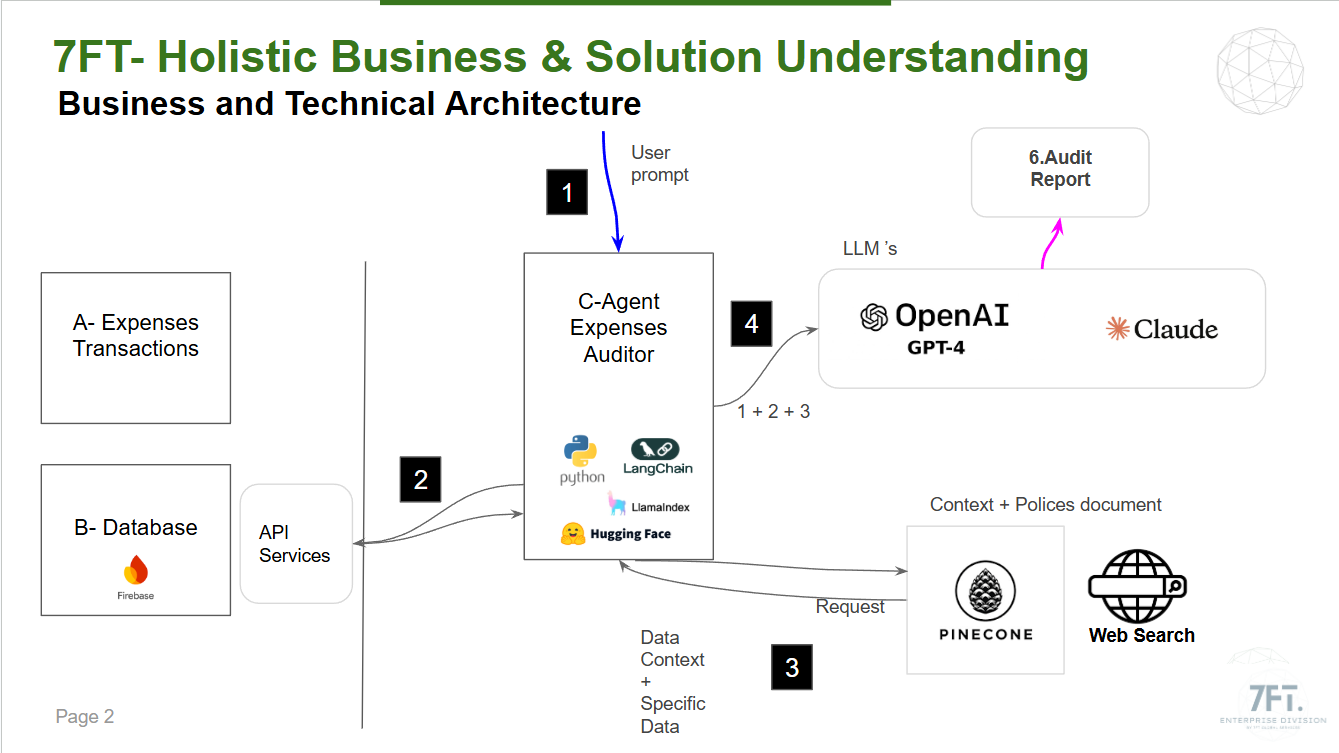 7FT- Holistic Business & Solution Understanding
Business and Technical Architecture
User
prompt
1
6.Audit
Report
LLM 's
A- Expenses
Transactions
C-Agent
Expenses
Auditor
4
OpenAI
GPT-4
Claude
1 + 2 + 3
python
LangChain
LlamaIndex
Hugging Face
2
B- Database
Firebase
API
Services
Context + Polices document
PINECONE
Web Search
Request
Data
Context
+
Specific
Data
3
Page 2
7FT.
ENTERPRISE DIVISION